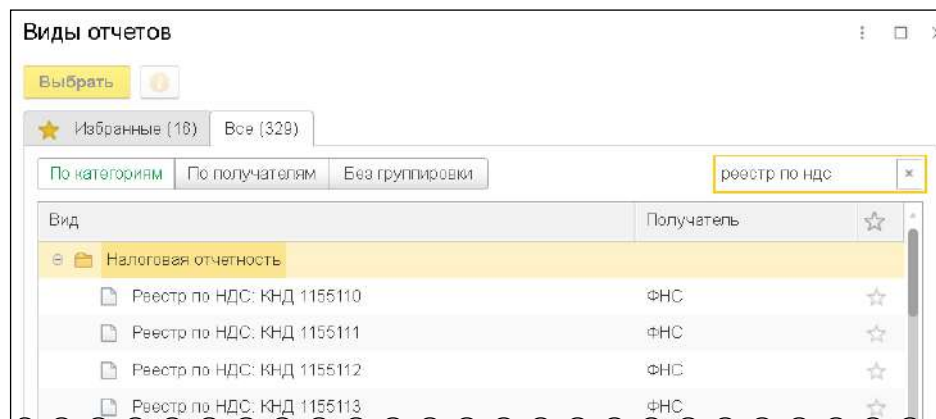 Виды отчетов
Выбрать
Избранные (16) Все (329)
По категориям По получателям Без группировки реестр по ндс
Вид Получатель
Налоговая отчетность
Реестр по НДС: КНД 1155110 ФНС
Реестр по НДС: КНД 1155111 ФНС
Реестр по НДС: КНД 1155112 ФНС
Реестр по НДС: КНД 1155113 ФНС